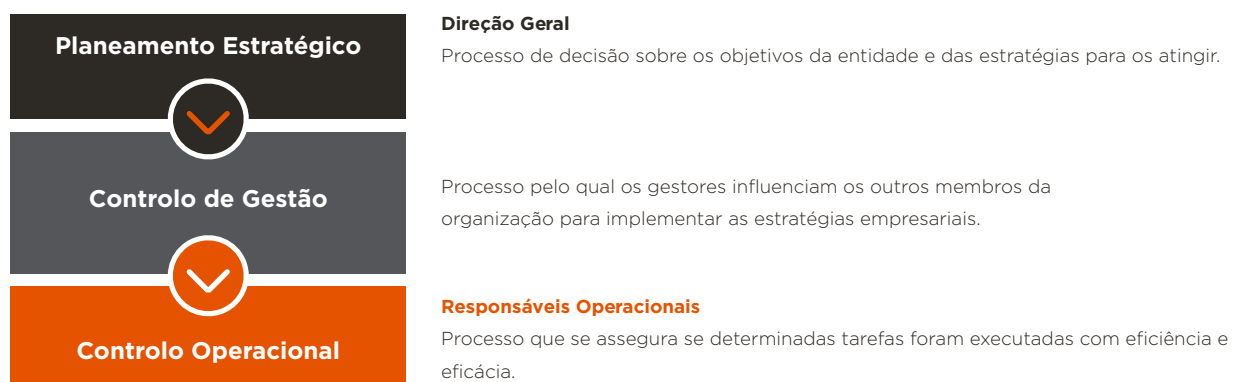 Planeamento Estratégico
Direção Geral
Processo de decisão sobre os objetivos da entidade e das estratégias para os atingir.
Controlo de Gestão
Processo pelo qual os gestores influenciam os outros membros da
organização para implementar as estratégias empresariais.
Controlo Operacional
Responsáveis Operacionais
Processo que se assegura se determinadas tarefas foram executadas com eficiência e
eficácia.